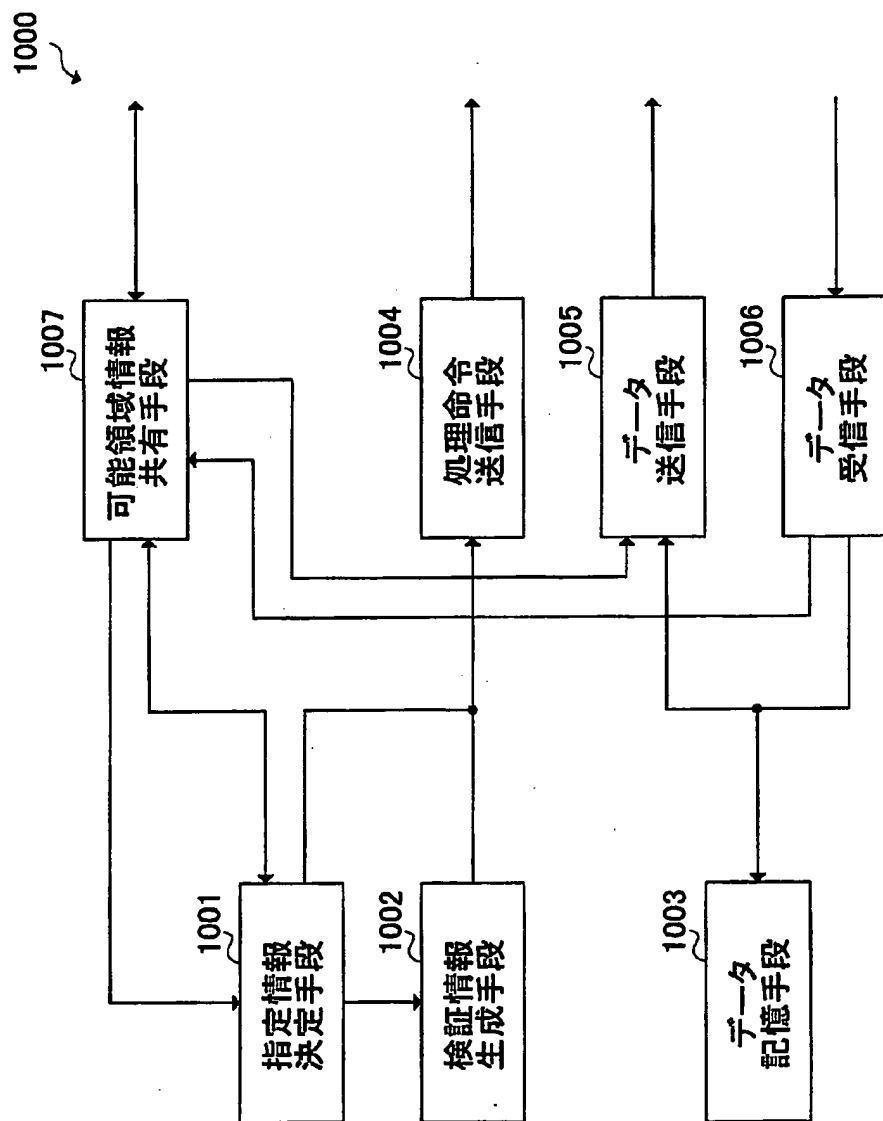 1000
1007
可能領域情報
共有手段
1001
指定情報
決定手段
1002
検証情報
生成手段
1004
処理命令
送信手段
1005
データ
送信手段
1003
データ
記憶手段
1006
データ
受信手段